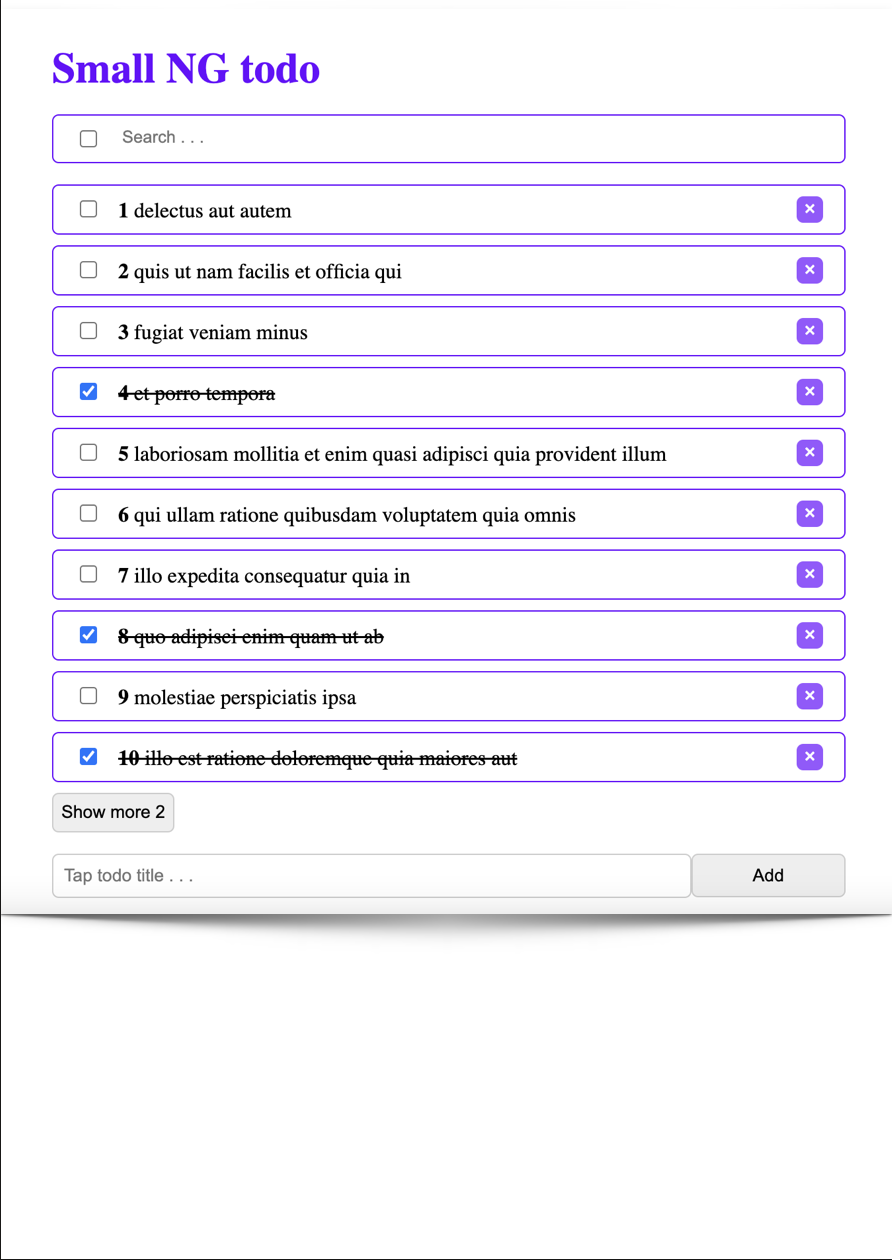 Small NG todo
Search . . .
1 delectus aut autem
2 quis ut nam facilis et officia qui
3 fugiat veniam minus
4 et porro tempora
5 laboriosam mollitia et enim quasi adipisci quia provident illum
6 qui ullam ratione quibusdam voluptatem quia omnis
7 illo expedita consequatur quia in
8 quo adipisci enim quam ut ab
9 molestiae perspiciatis ipsa
10 illo est ratione doloremque quia maiores aut
Show more 2
Tap todo title . . . Add